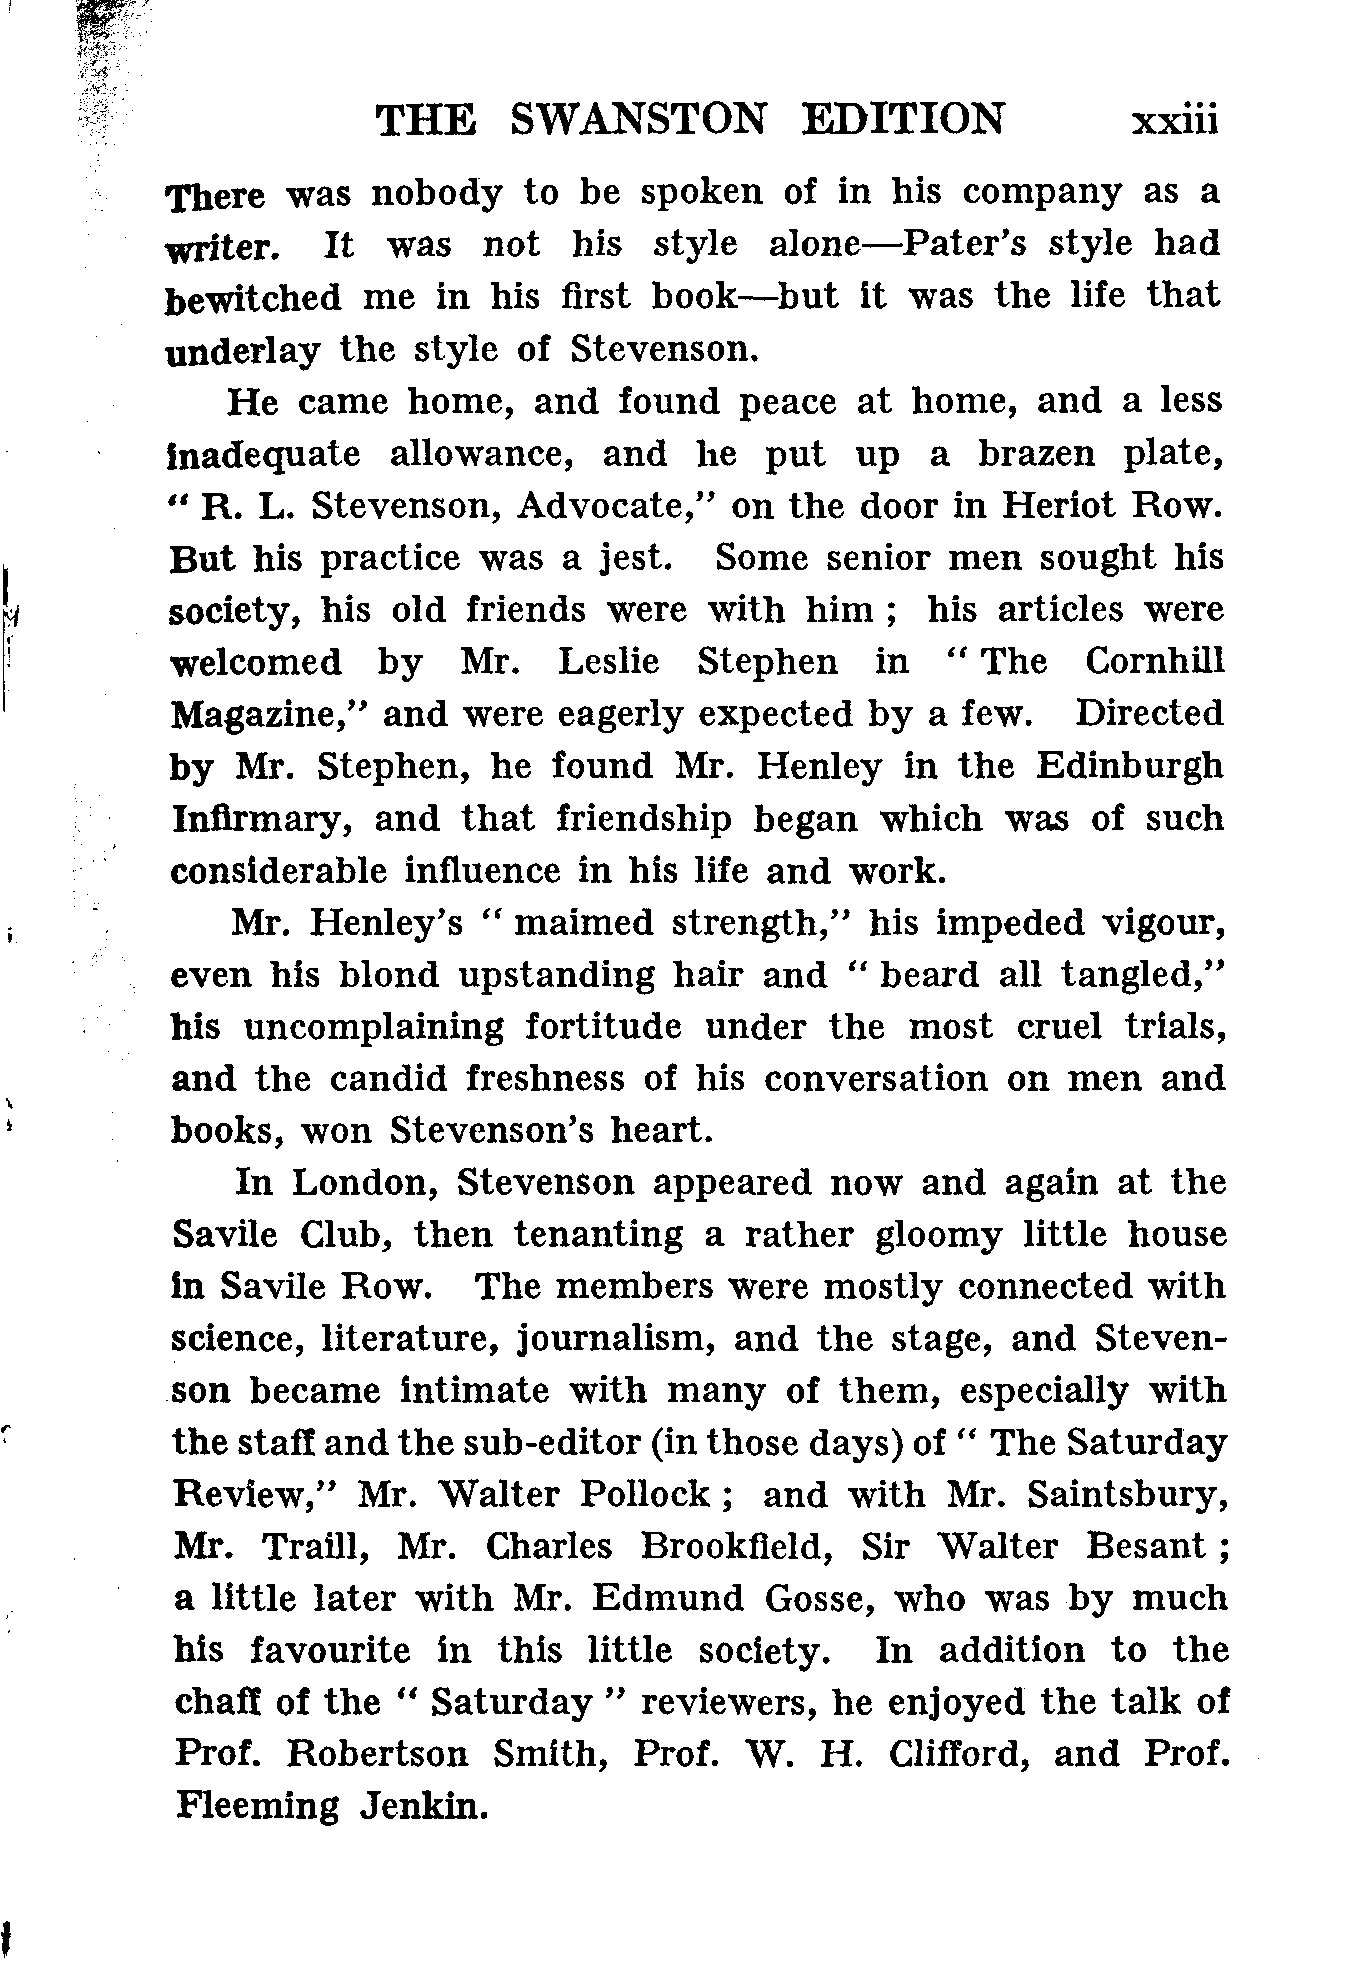 THE SWANSTON EDITION xxiii
There was nobody to be spoken of in his company as a
writer. It was not his style alone—Pater's style had
bewitched me in his first book—but it was the life that
underlay the style of Stevenson.
He came home, and found peace at home, and a less
inadequate allowance, and he put up a brazen plate,
“ R. L. Stevenson, Advocate,” on the door in Heriot Row.
But his practice was a jest. Some senior men sought his
society, his old friends were with him ; his articles were
welcomed by Mr. Leslie Stephen in “ The Cornhill
Magazine,” and were eagerly expected by a few. Directed
by Mr. Stephen, he found Mr. Henley in the Edinburgh
Infirmary, and that friendship began which was of such
considerable influence in his life and work.
Mr. Henley's “ maimed strength,” his impeded vigour,
even his blond upstanding hair and “ beard all tangled,”
his uncomplaining fortitude under the most cruel trials,
and the candid freshness of his conversation on men and
books, won Stevenson's heart.
In London, Stevenson appeared now and again at the
Savile Club, then tenanting a rather gloomy little house
in Savile Row. The members were mostly connected with
science, literature, journalism, and the stage, and Steven-
son became intimate with many of them, especially with
the staff and the sub-editor (in those days) of “ The Saturday
Review,” Mr. Walter Pollock ; and with Mr. Saintsbury,
Mr. Traill, Mr. Charles Brookfield, Sir Walter Besant ;
a little later with Mr. Edmund Gosse, who was by much
his favourite in this little society. In addition to the
chaff of the “ Saturday ” reviewers, he enjoyed the talk of
Prof. Robertson Smith, Prof. W. H. Clifford, and Prof.
Fleeming Jenkin.